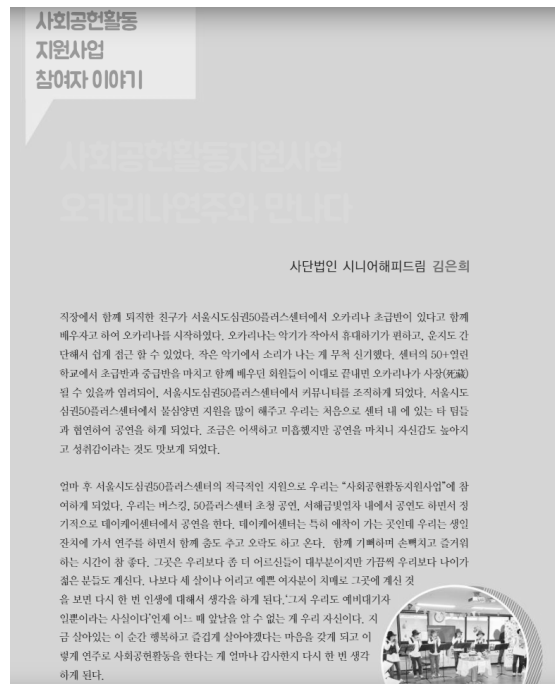 사회공헌활동
지원사업
참여자 이야기
사회공헌활동지원사업
오카리나연주와 만나다
사단법인 시니어해피드림 김은희
직장에서 함께 퇴직한 친구가 서울시도심권50플러스센터에서 오카리나 초급반이 있다고 함께
배우자고 하여 오카리나를 시작하였다. 오카리나는 악기가 작아서 휴대하기가 편하고, 운지도 간
단해서 쉽게 접근 할 수 있었다. 작은 악기에서 소리가 나는 게 무척 신기했다. 센터의 50+열린
학교에서 초급반과 중급반을 마치고 함께 배우던 회원들이 이대로 끝내면 오카리나가 사장(死藏)
될 수 있을까 염려되어, 서울시도심권50플러스센터에서 커뮤니티를 조직하게 되었다. 서울시도
심권50플러스센터에서 물심양면 지원을 많이 해주고 우리는 처음으로 센터 내 에 있는 타 팀들
과 협연하여 공연을 하게 되었다. 조금은 어색하고 미흡했지만 공연을 마치니 자신감도 높아지
고 성취감이라는 것도 맛보게 되었다.
얼마 후 서울시도심권50플러스센터의 적극적인 지원으로 우리는 “사회공헌활동지원사업”에 참
여하게 되었다. 우리는 버스킹, 50플러스센터 초청 공연, 서해금빛열차 내에서 공연도 하면서 정
기적으로 데이케어센터에서 공연을 한다. 데이케어센터는 특히 애착이 가는 곳인데 우리는 생일
잔치에 가서 연주를 하면서 함께 춤도 추고 오락도 하고 온다. 함께 기뻐하며 손뼉치고 즐거워
하는 시간이 참 좋다. 그곳은 우리보다 좀 더 어르신들이 대부분이지만 가끔씩 우리보다 나이가
젊은 분들도 계신다. 나보다 세 살이나 어리고 예쁜 여자분이 치매로 그곳에 계신 것
을 보면 다시 한 번 인생에 대해서 생각을 하게 된다.‘그저 우리도 예비대기자
일뿐이라는 사실이다’언제 어느 때 앞날을 알 수 없는 게 우리 자신이다. 지
금 살아있는 이 순간 행복하고 즐겁게 살아야겠다는 마음을 갖게 되고 이
렇게 연주로 사회공헌활동을 한다는 게 얼마나 감사한지 다시 한 번 생각
하게 된다.